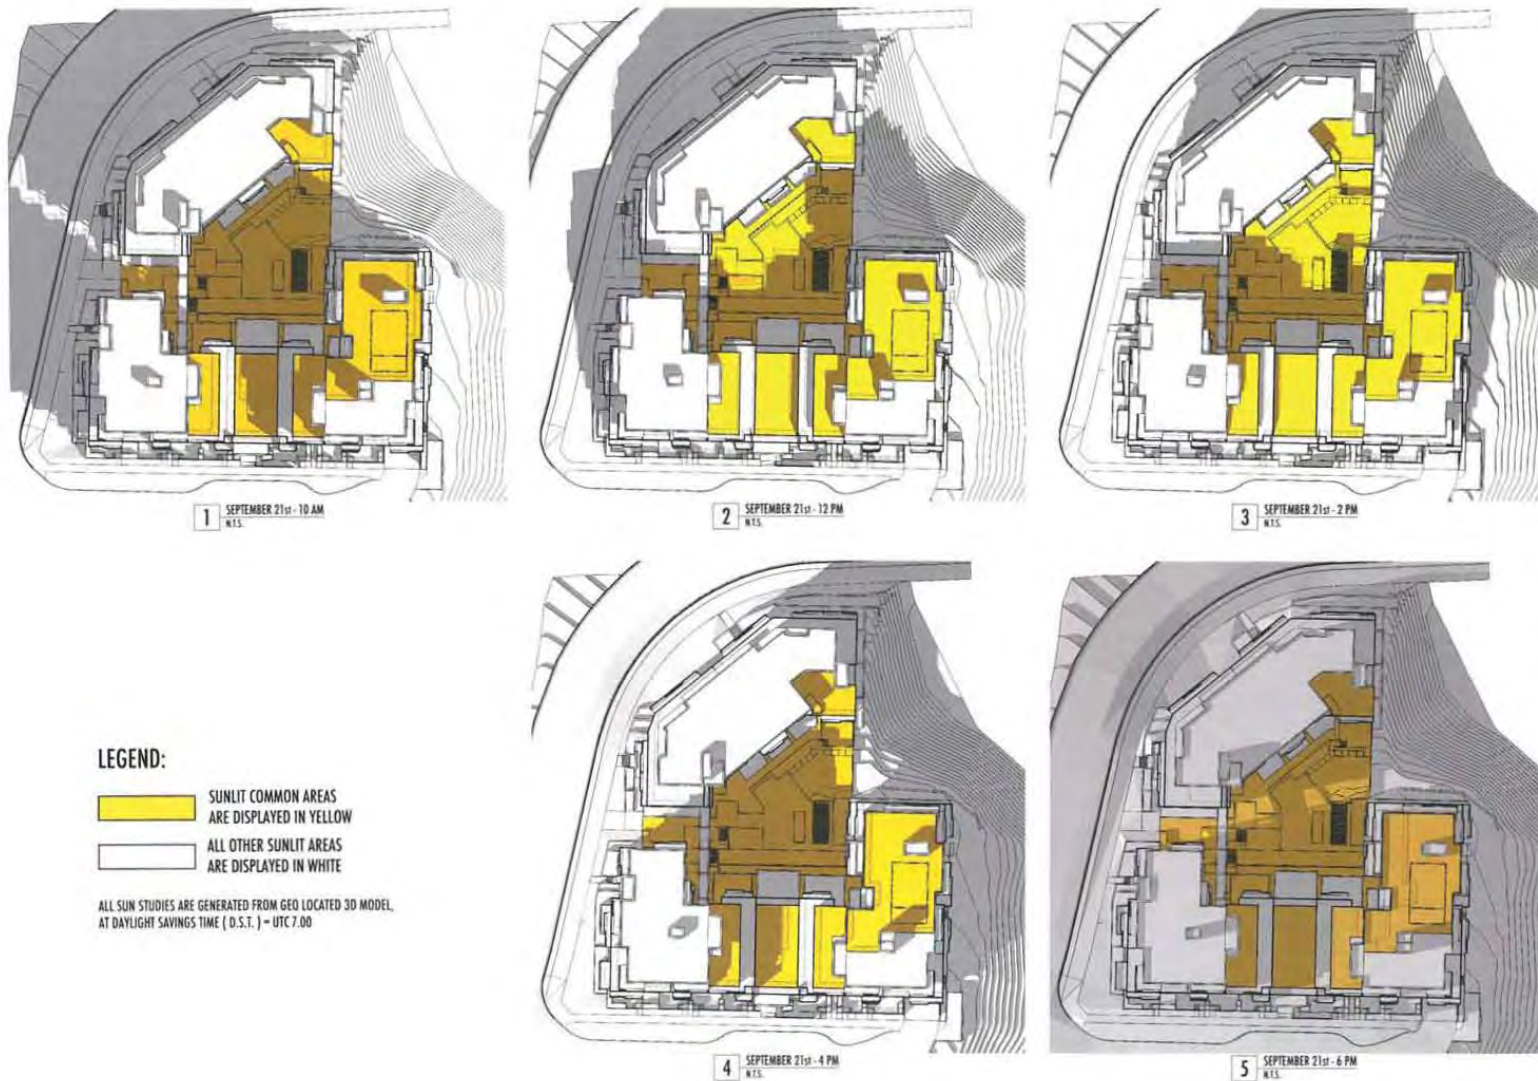 1
SEPTEMBER 21st - 10 AM
N.T.S.
2
SEPTEMBER 21st - 12 PM
N.T.S.
3
SEPTEMBER 21st - 2 PM
N.T.S.
LEGEND:
SUNLIT COMMON AREAS
ARE DISPLAYED IN YELLOW
ALL OTHER SUNLIT AREAS
ARE DISPLAYED IN WHITE
ALL SUN STUDIES ARE GENERATED FROM GEO LOCATED 3D MODEL,
AT DAYLIGHT SAVINGS TIME ( D.S.T. ) = UTC 7.00
4
SEPTEMBER 21st - 4 PM
N.T.S.
5
SEPTEMBER 21st - 6 PM
N.T.S.